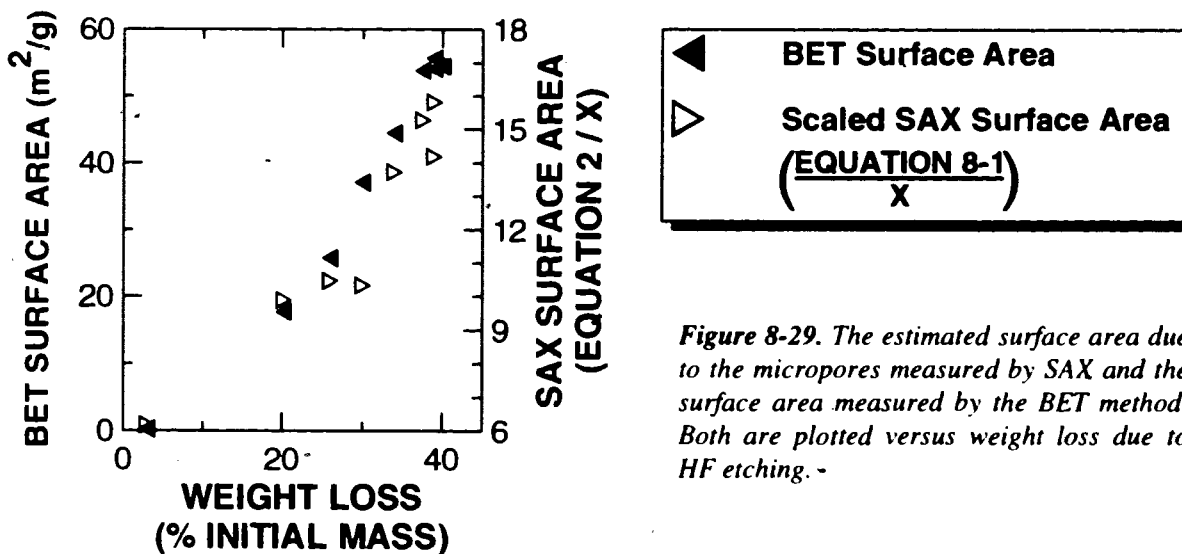 BET SURFACE AREA (m²/g)
60
40
20
0
0
20
40
WEIGHT LOSS
(% INITIAL MASS)
18
15
12
9
6
SAX SURFACE AREA
(EQUATION 2 / X)
BET Surface Area
Scaled SAX Surface Area
(EQUATION 8-1
X)
Figure 8-29. The estimated surface area due
to the micropores measured by SAX and the
surface area measured by the BET method.
Both are plotted versus weight loss due to
HF etching. -